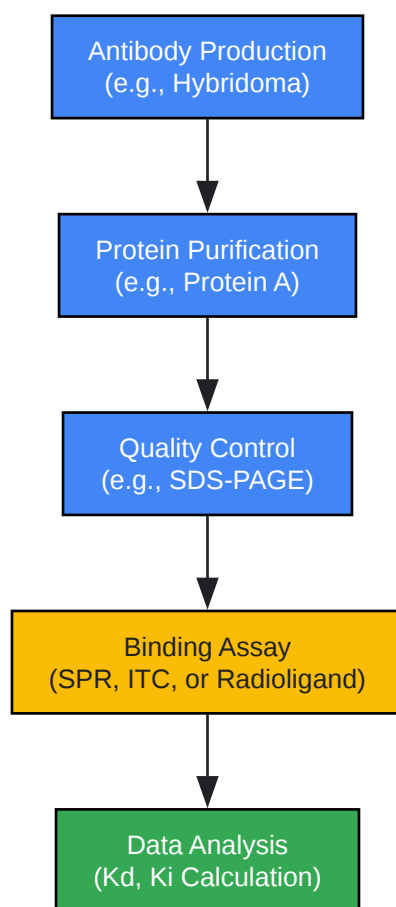 Antibody Production
(e.g., Hybridoma)
Protein Purification
(e.g., Protein A)
Quality Control
(e.g., SDS-PAGE)
Binding Assay
(SPR, ITC, or Radioligand)
Data Analysis
(Kd, Ki Calculation)